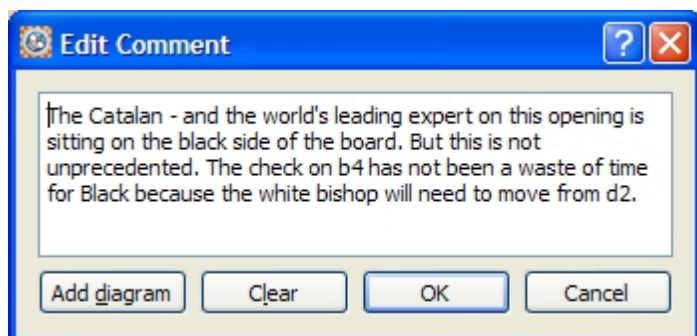 Edit Comment
The Catalan - and the world's leading expert on this opening is
sitting on the black side of the board. But this is not
unprecedented. The check on b4 has not been a waste of time
for Black because the white bishop will need to move from d2.
Add diagram Clear OK Cancel